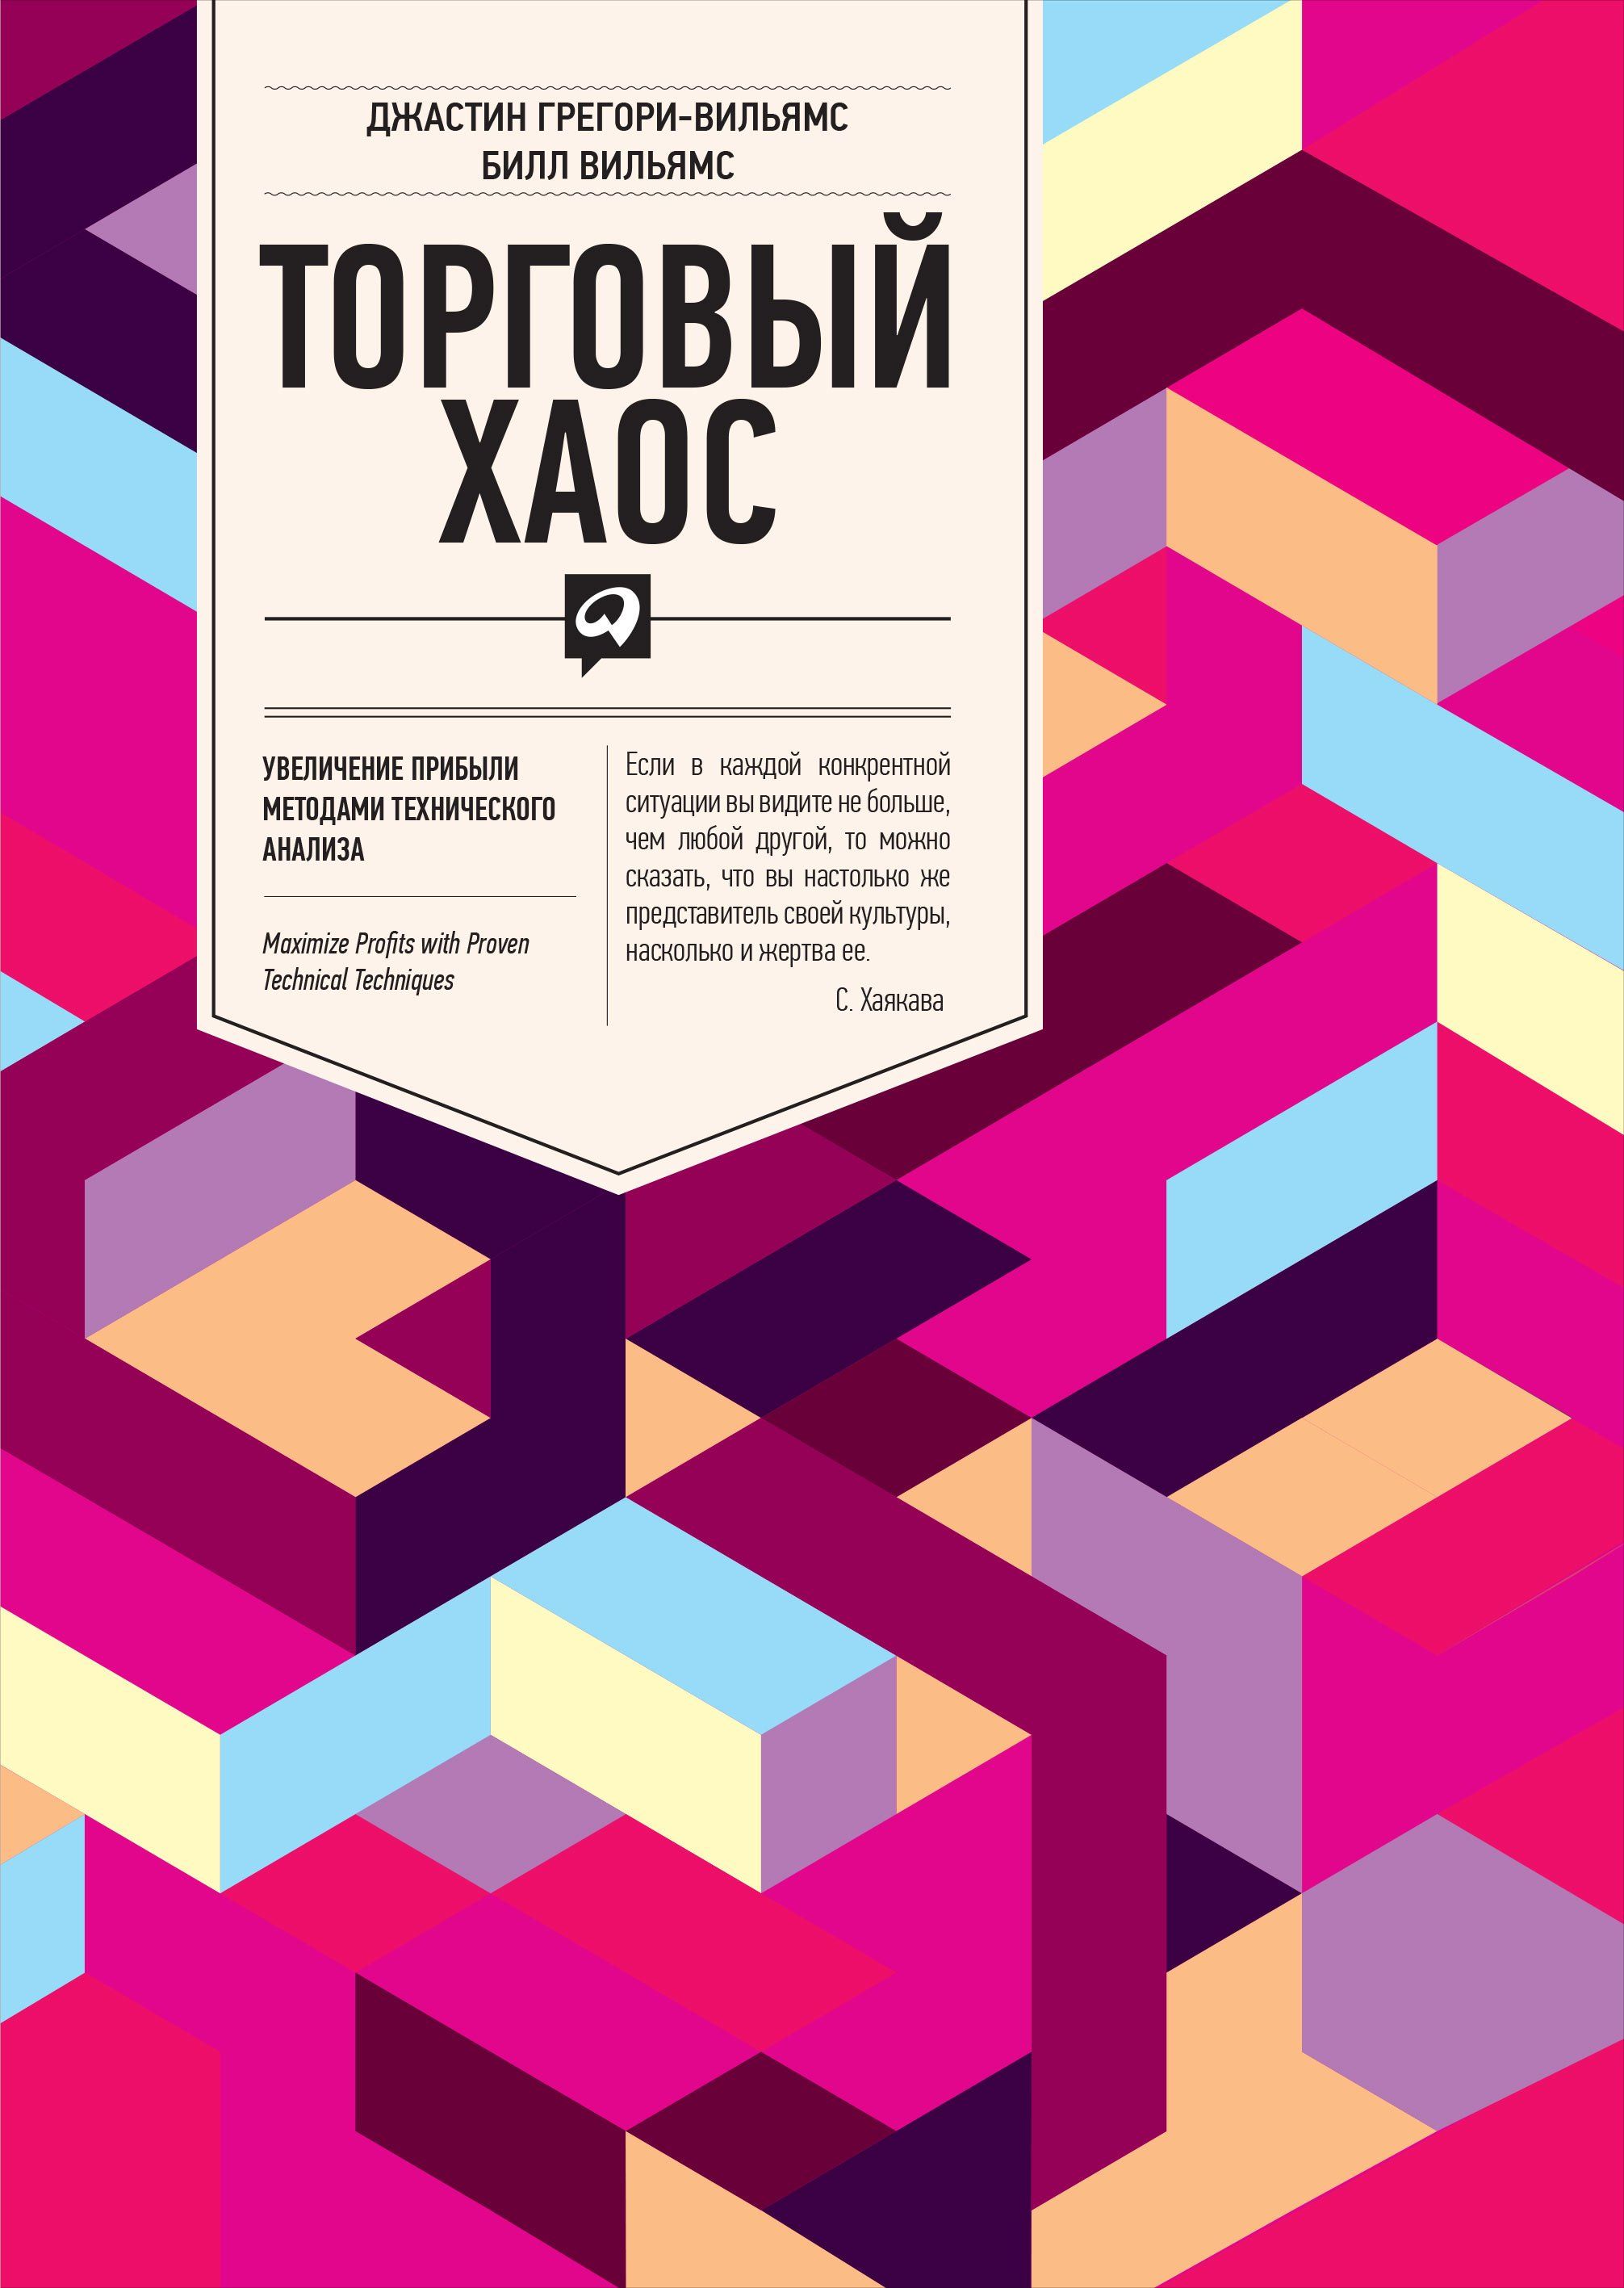 ДЖАСТИН ГРЕГОРИ-ВИЛЬЯМС
БИЛЛ ВИЛЬЯМС
ТОРГОВЫЙ
ХАОС
УВЕЛИЧЕНИЕ ПРИБЫЛИ
МЕТОДАМИ ТЕХНИЧЕСКОГО
АНАЛИЗА
Maximize Profits with Proven
Technical Techniques
Если в каждой конкрентной
ситуации вы видите не больше,
чем любой другой, то можно
сказать, что вы настолько же
представитель своей культуры,
насколько и жертва ее.
С. Хаякава